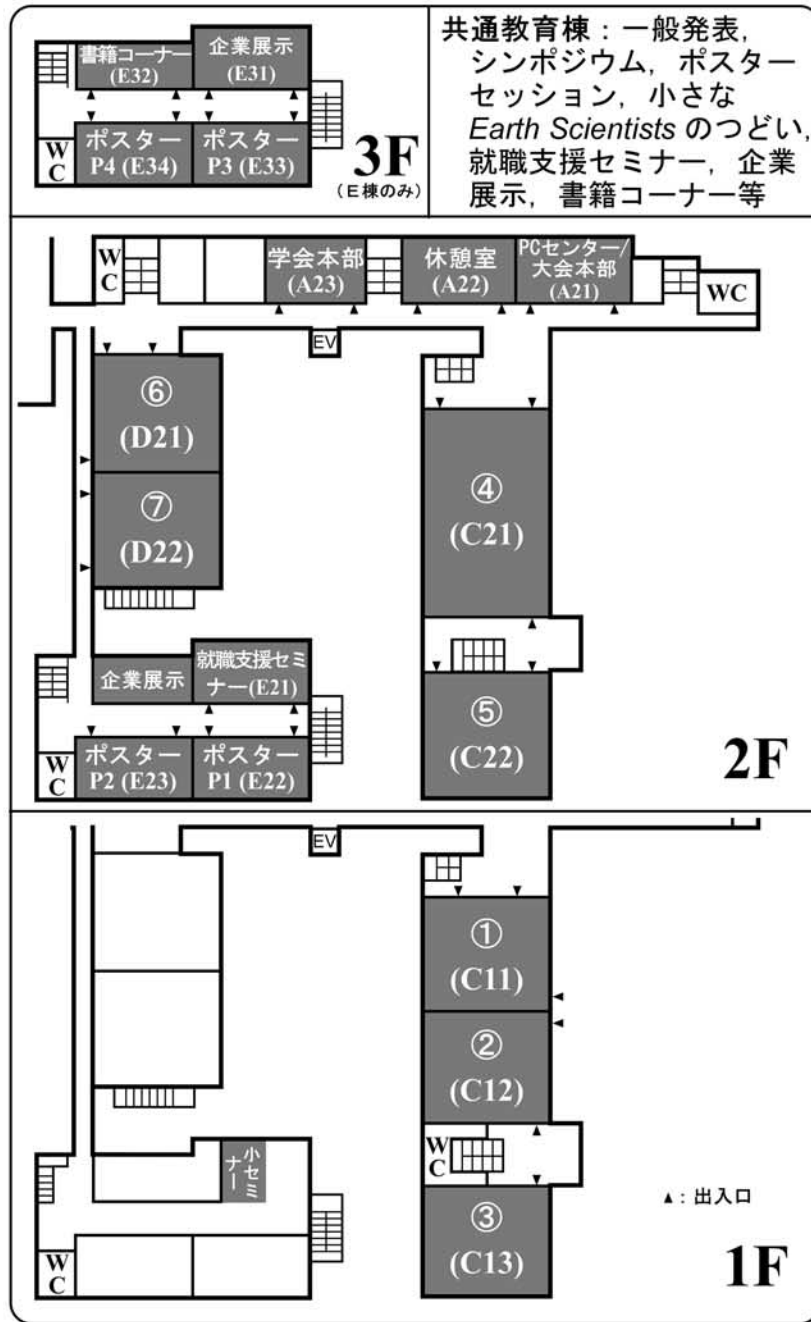 書籍コーナー
(E32)
企業展示
(E31)
WC
ポスター
P4 (E34)
ポスター
P3 (E33)
3F
(E棟のみ)
共通教育棟：一般発表，
シンポジウム，ポスター
セッション，小さな
Earth Scientists のつどい，
就職支援セミナー，企業
展示，書籍コーナー等
WC
学会本部
(A23)
休憩室
(A22)
PCセンター/
大会本部
(A21)
WC
EV
⑥
(D21)
⑦
(D22)
④
(C21)
⑤
(C22)
企業展示
就職支援セミ
ナー(E21)
WC
ポスター
P2 (E23)
ポスター
P1 (E22)
2F
EV
①
(C11)
②
(C12)
WC
③
(C13)
小セミ
ナー
WC
▲：出入口
1F